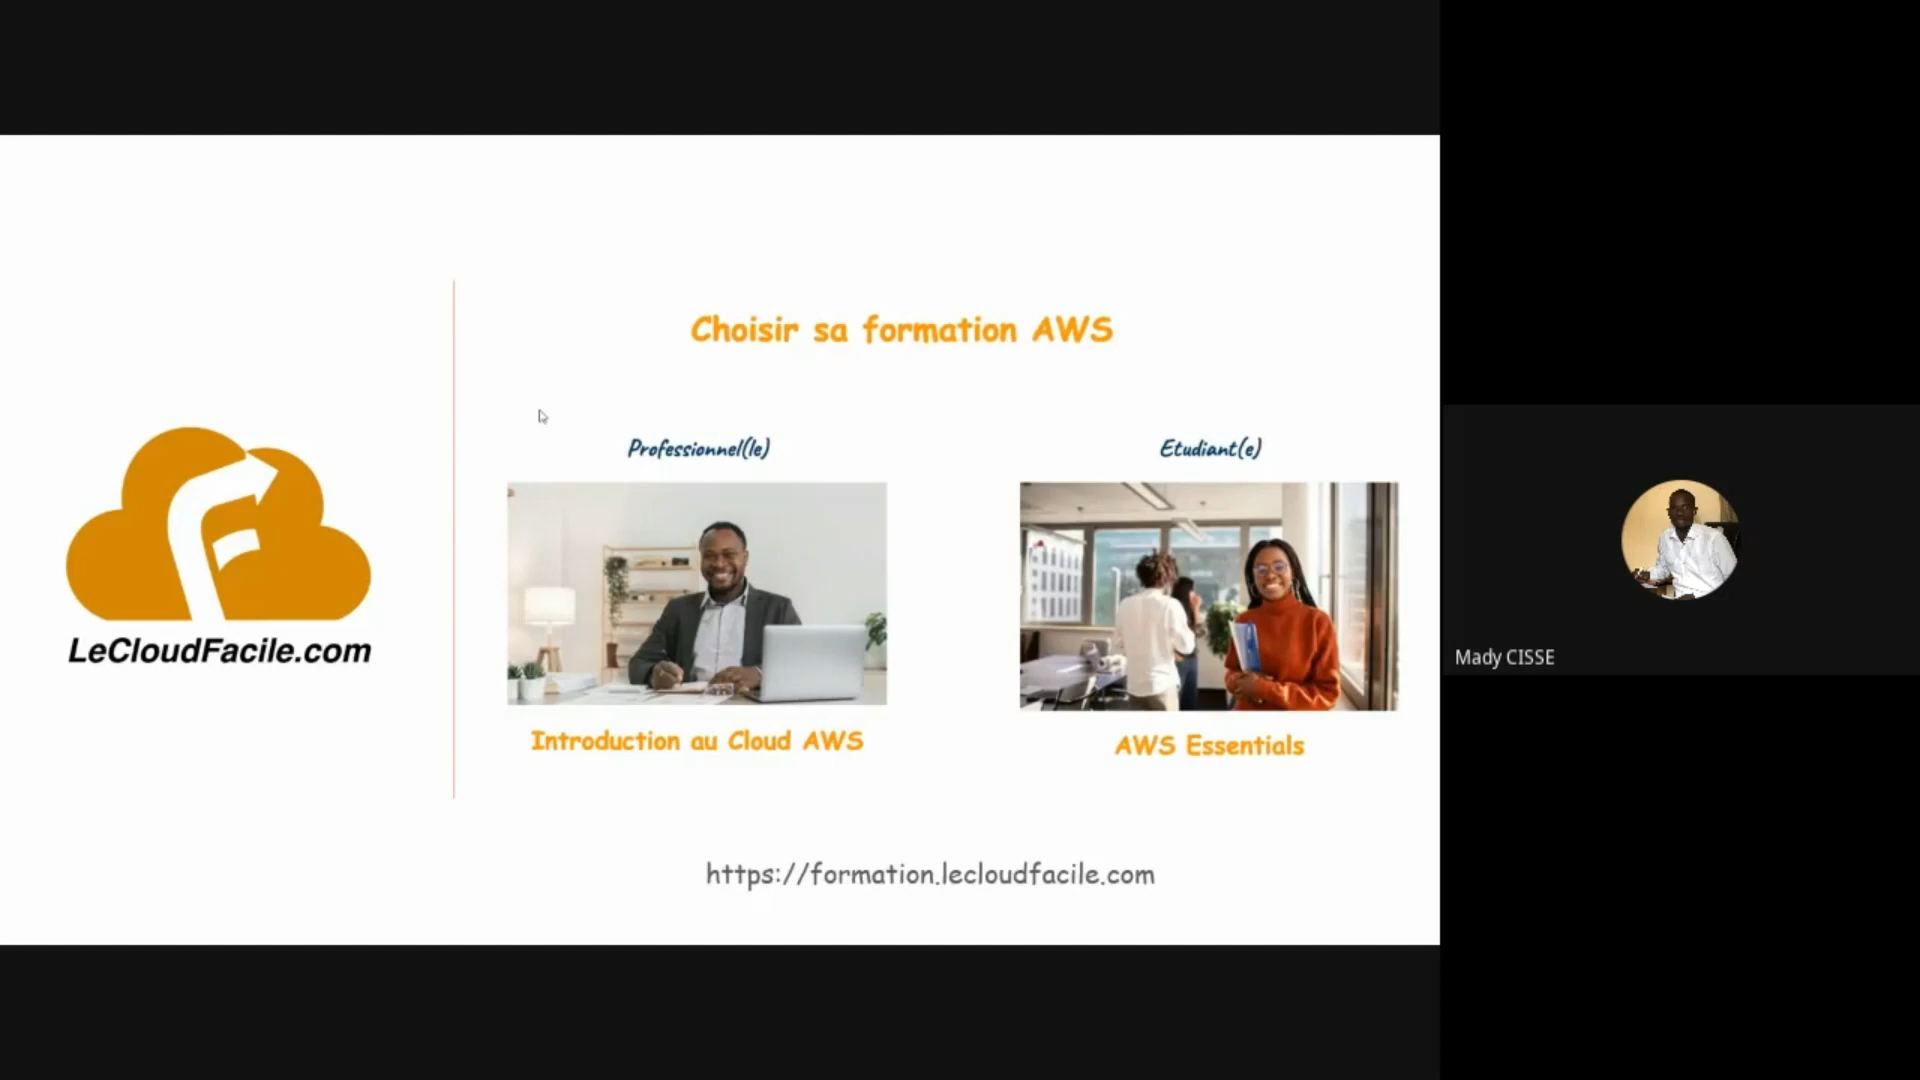 Choisir sa formation AWS
Professionnel(le)
Etudiant(e)
LeCloudFacile.com
Introduction au Cloud AWS
AWS Essentials
https://formation.lecloudfacile.com
Mady CISSE